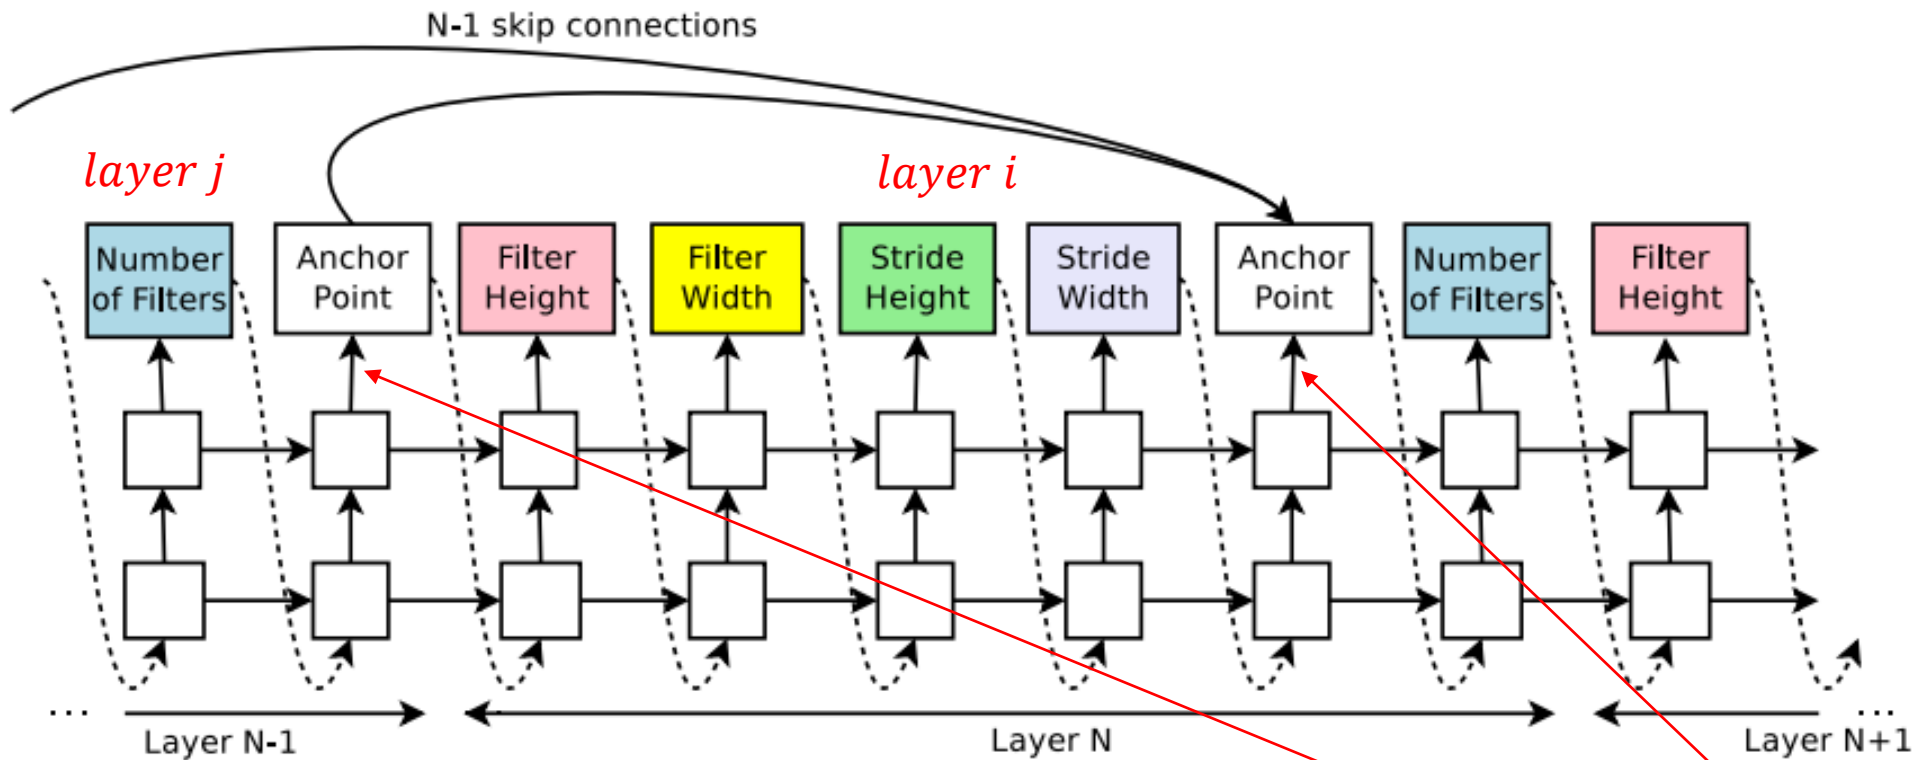 N-1 skip connections
layer j
layer i
Number
of Filters
Anchor
Point
Filter
Height
Filter
Width
Stride
Height
Stride
Width
Anchor
Point
Number
of Filters
Filter
Height
...
Layer N-1
Layer N
Layer N+1
...